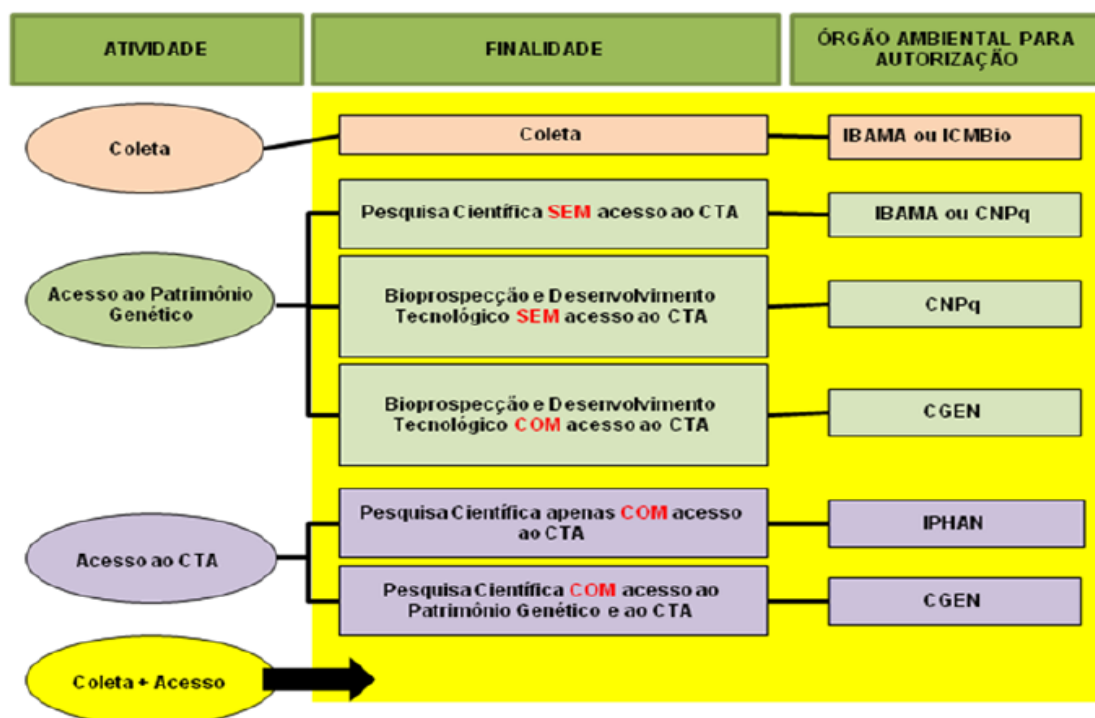 ATIVIDADE
FINALIDADE
ÓRGÃO AMBIENTAL PARA
AUTORIZAÇÃO
Coleta
Coleta
IBAMA ou ICMBio
Acesso ao Patrimônio
Genético
Pesquisa Científica SEM acesso ao CTA
IBAMA ou CNPq
Bioprospecção e Desenvolvimento
Tecnológico SEM acesso ao CTA
CNPq
Bioprospecção e Desenvolvimento
Tecnológico COM acesso ao CTA
CGEN
Acesso ao CTA
Pesquisa Científica apenas COM acesso
ao CTA
IPHAN
Pesquisa Científica COM acesso ao
Patrimônio Genético e ao CTA
CGEN
Coleta + Acesso